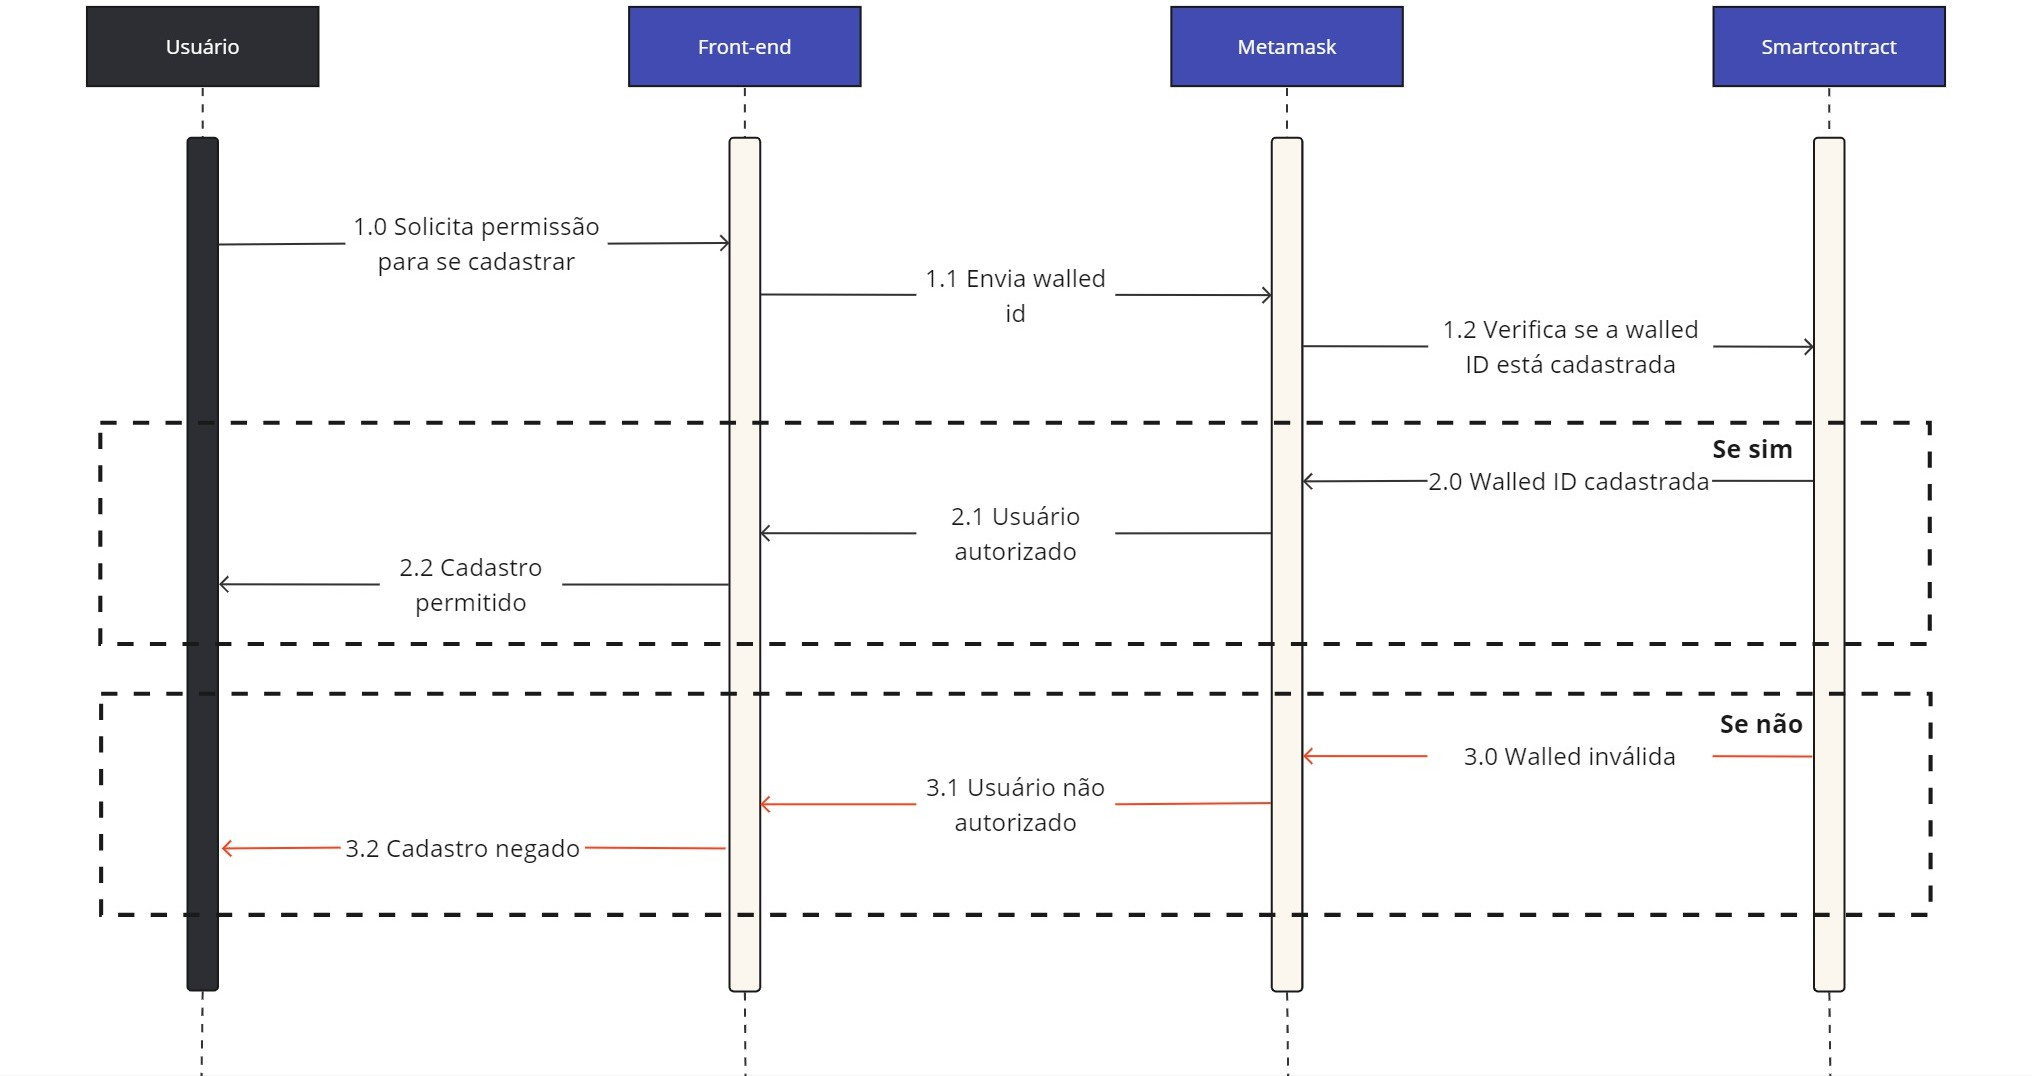 Usuário
Front-end
Metamask
Smartcontract
1.0 Solicita permissão
para se cadastrar
1.1 Envia walled
id
1.2 Verifica se a walled
ID está cadastrada
Se sim
2.0 Walled ID cadastrada
2.1 Usuário
autorizado
2.2 Cadastro
permitido
Se não
3.0 Walled inválida
3.1 Usuário não
autorizado
3.2 Cadastro negado